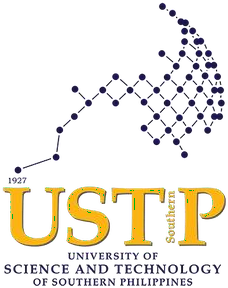 1927
USTP
Southern
UNIVERSITY OF
SCIENCE AND TECHNOLOGY
OF SOUTHERN PHILIPPINES